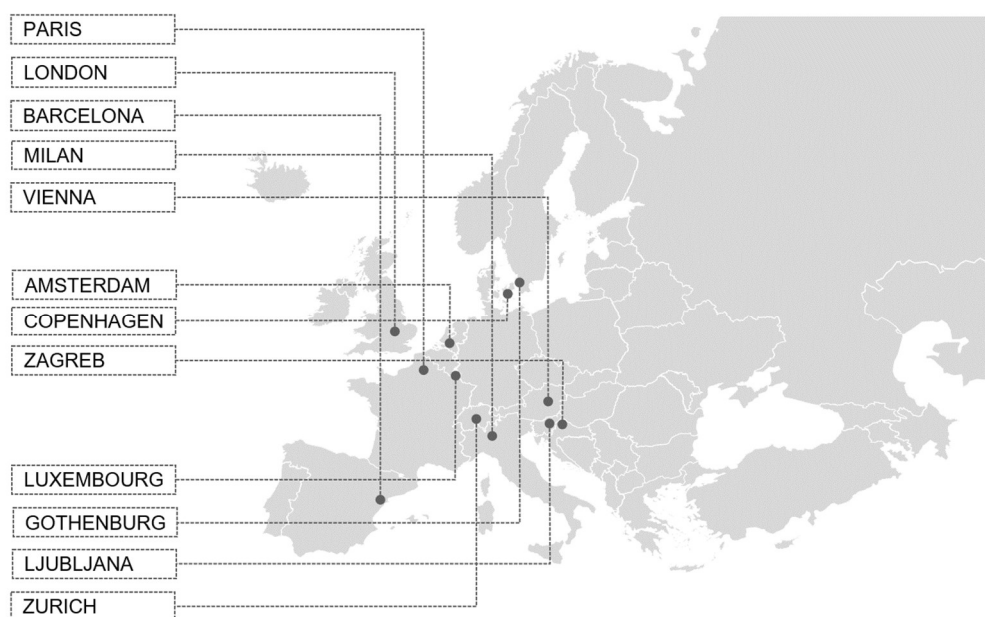 PARIS
LONDON
BARCELONA
MILAN
VIENNA
AMSTERDAM
COPENHAGEN
ZAGREB
LUXEMBOURG
GOTHENBURG
LJUBLJANA
ZURICH